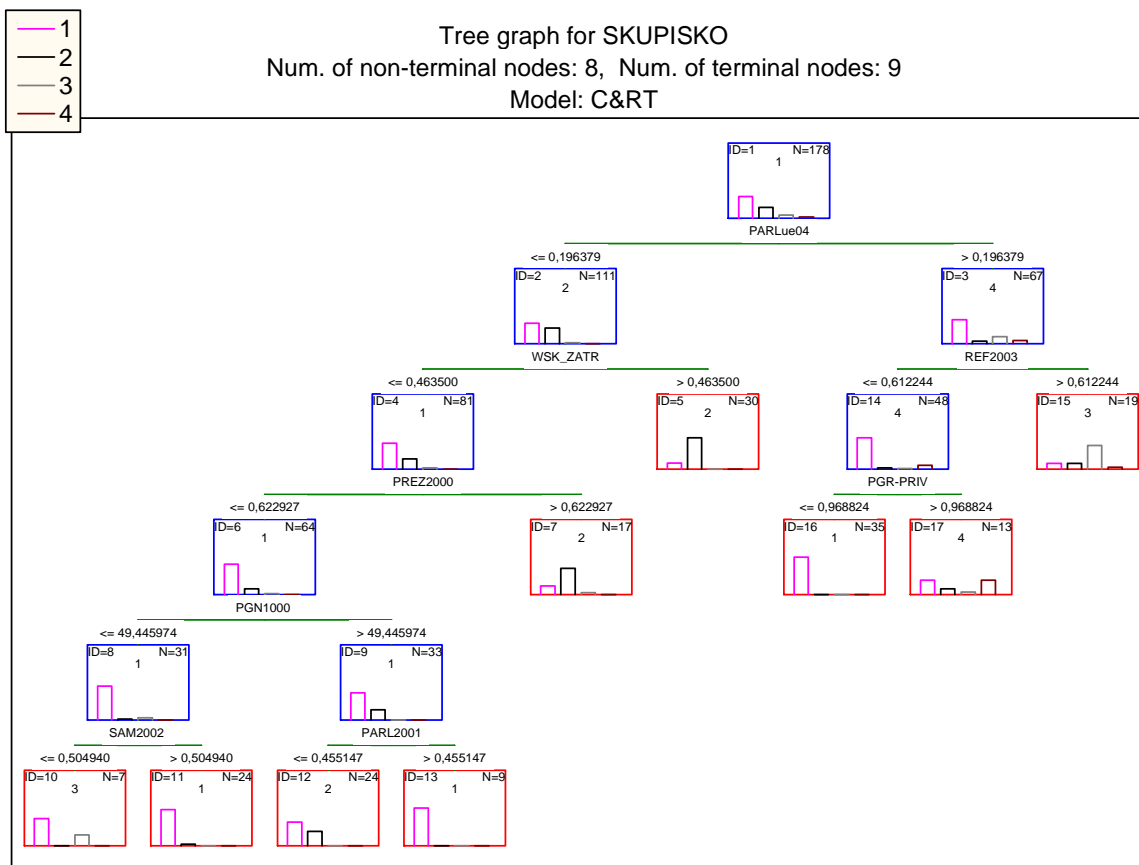 1
2
3
4
Tree graph for SKUPISKO
Num. of non-terminal nodes: 8,  Num. of terminal nodes: 9
Model: C&RT
ID=1 N=178
1
PARLue04
<= 0,196379 > 0,196379
ID=2 N=111 ID=3 N=67
2 4
WSK_ZATR REF2003
<= 0,463500 > 0,463500 <= 0,612244 > 0,612244
ID=4 N=81 ID=5 N=30 ID=14 N=48 ID=15 N=19
1 2 4 3
PREZ2000 PGR-PRIV
<= 0,622927 > 0,622927 <= 0,968824 > 0,968824
ID=6 N=64 ID=7 N=17 ID=16 N=35 ID=17 N=13
1 2 1 4
PGN1000
<= 49,445974 > 49,445974
ID=8 N=31 ID=9 N=33
1 1
SAM2002 PARL2001
<= 0,504940 > 0,504940 <= 0,455147 > 0,455147
ID=10 N=7 ID=11 N=24 ID=12 N=24 ID=13 N=9
3 1 2 1